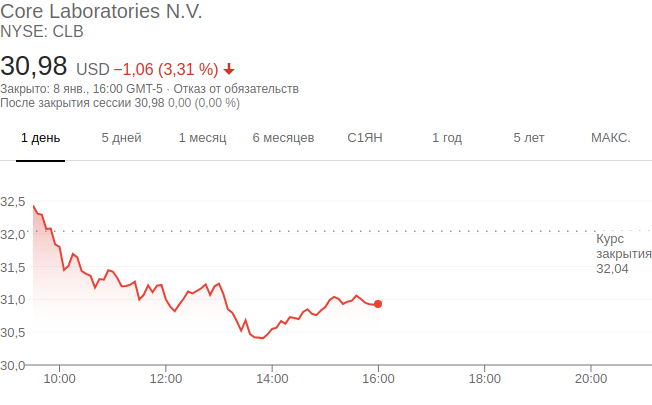 Core Laboratories N.V.
NYSE: CLB
30,98 USD −1,06 (3,31 %)
Закрыто: 8 янв., 16:00 GMT-5 · Отказ от обязательств
После закрытия сессии 30,98 0,00 (0,00 %)
1 день 5 дней 1 месяц 6 месяцев С1ЯН 1 год 5 лет МАКС.
32,5
32,0
Курс
закрытия
32,04
31,5
31,0
30,5
30,0
10:00 12:00 14:00 16:00 18:00 20:00